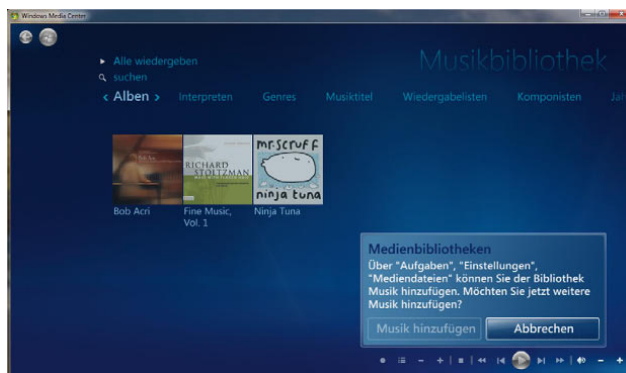 Windows Media Center
Musikbibliothek
Alle wiedergeben
suchen
Alben
Interpreten
Genres
Musiktitel
Wiedergabelisten
Komponisten
Jah
RICHARD
STOLTZMAN
mr.scruff
ninja tuna
Bob Acri
Fine Music,
Vol. 1
Ninja Tuna
Medienbibliotheken
Über "Aufgaben", "Einstellungen",
"Mediendateien" können Sie der Bibliothek
Musik hinzufügen. Möchten Sie jetzt weitere
Musik hinzufügen?
Musik hinzufügen
Abbrechen